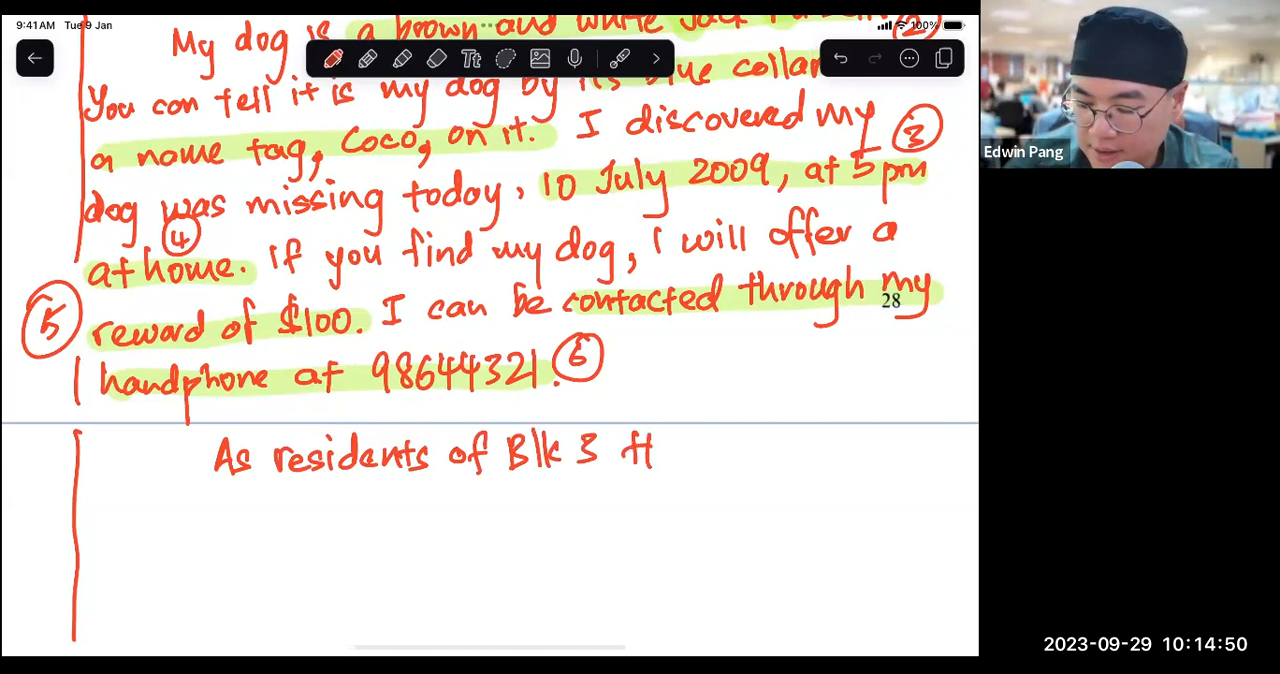 9:41AM Tue 9 Jan
100%
My dog is a brown and white Jack
(2)
You can tell it is my dog by its blue collar
a name tag, Coco, on it. I discovered my
3
dog was missing today, 10 July 2009, at 5pm
4
at home. If you find my dog, I will offer a
5
reward of $100. I can be contacted through my
28
handphone at 98644321.
6
As residents of Blk 3 H
Tt
Edwin Pang
2023-09-29 10:14:50